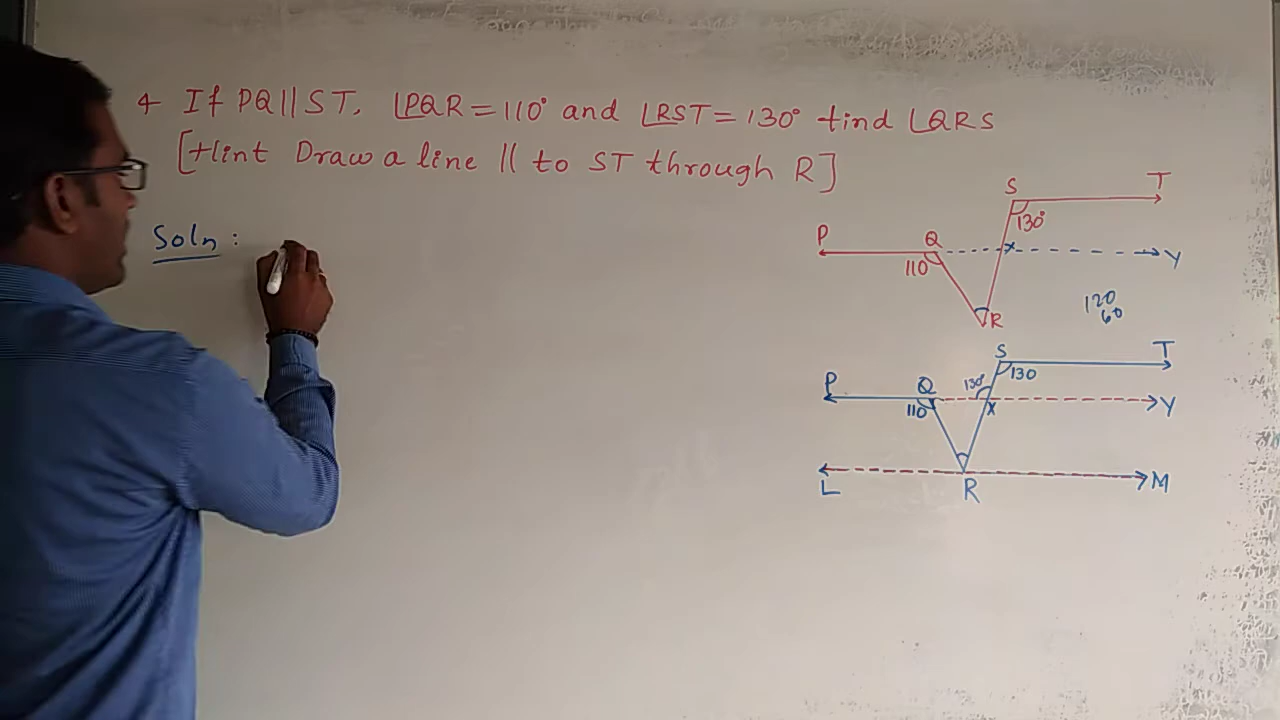 4 If PQ || ST, ∠PQR = 110° and ∠RST = 130° find ∠QRS
[Hint Draw a line || to ST through R]
Soln :
S T
130°
P Q x Y
110
R
120
60
S T
130
P Q 130° x Y
110
L R M